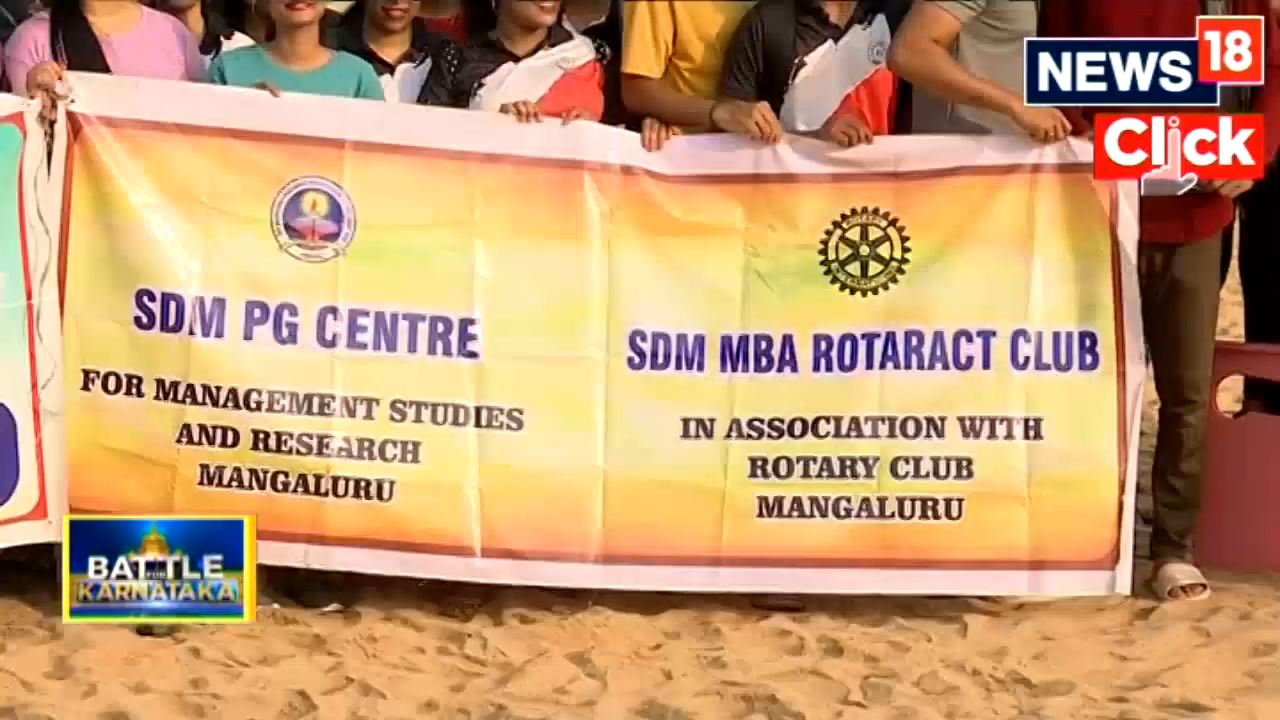 NEWS 18
Click
SDM PG CENTRE
FOR MANAGEMENT STUDIES
AND RESEARCH
MANGALURU
SDM MBA ROTARACT CLUB
IN ASSOCIATION WITH
ROTARY CLUB
MANGALURU
BATTLE
FOR
KARNATAKA